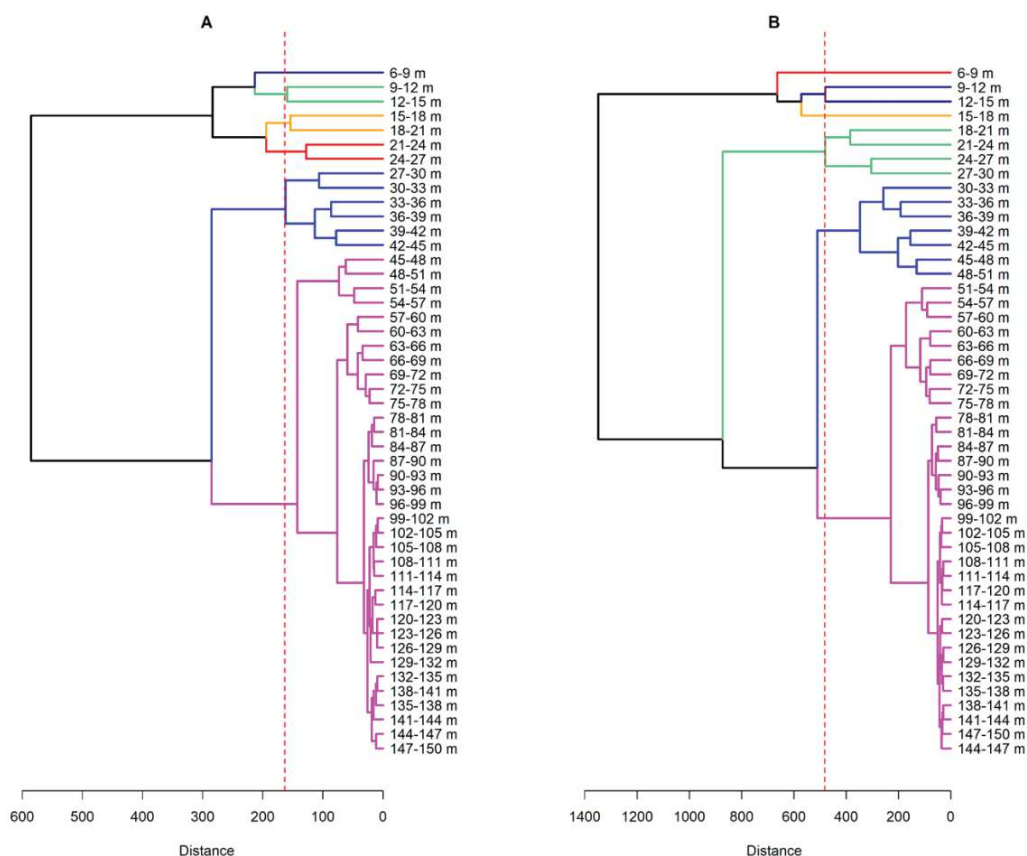 A
6-9 m
9-12 m
12-15 m
15-18 m
18-21 m
21-24 m
24-27 m
27-30 m
30-33 m
33-36 m
36-39 m
39-42 m
42-45 m
45-48 m
48-51 m
51-54 m
54-57 m
57-60 m
60-63 m
63-66 m
66-69 m
69-72 m
72-75 m
75-78 m
78-81 m
81-84 m
84-87 m
87-90 m
90-93 m
93-96 m
96-99 m
99-102 m
102-105 m
105-108 m
108-111 m
111-114 m
114-117 m
117-120 m
120-123 m
123-126 m
126-129 m
129-132 m
132-135 m
138-141 m
135-138 m
141-144 m
144-147 m
147-150 m
600 500 400 300 200 100 0
Distance
B
6-9 m
9-12 m
12-15 m
15-18 m
18-21 m
21-24 m
24-27 m
27-30 m
30-33 m
33-36 m
36-39 m
39-42 m
42-45 m
45-48 m
48-51 m
51-54 m
54-57 m
57-60 m
60-63 m
63-66 m
66-69 m
69-72 m
72-75 m
75-78 m
78-81 m
81-84 m
84-87 m
87-90 m
90-93 m
93-96 m
96-99 m
99-102 m
102-105 m
105-108 m
108-111 m
111-114 m
117-120 m
114-117 m
120-123 m
123-126 m
126-129 m
129-132 m
132-135 m
135-138 m
138-141 m
141-144 m
147-150 m
144-147 m
1400 1200 1000 800 600 400 200 0
Distance